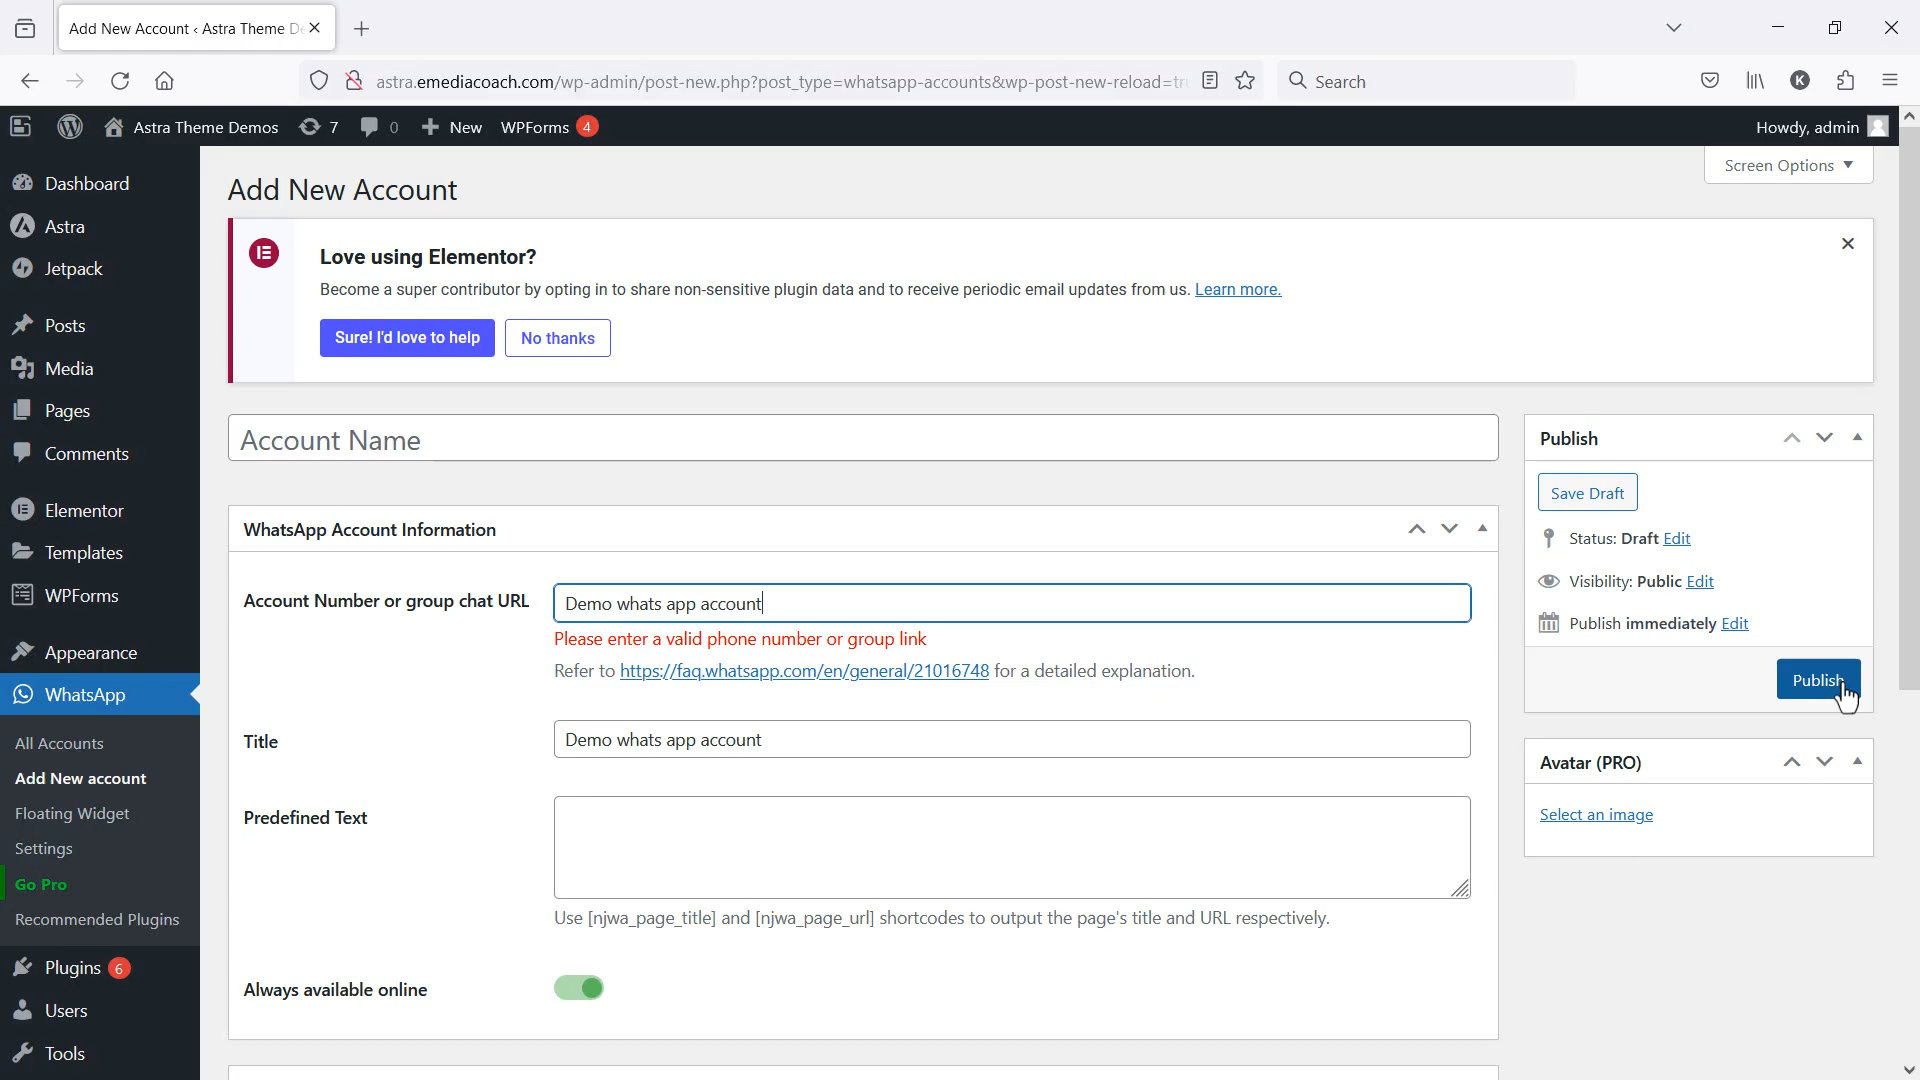 Add New Account ‹ Astra Theme De
astra.emediacoach.com/wp-admin/post-new.php?post_type=whatsapp-accounts&wp-post-new-reload=tr
Search
K
Astra Theme Demos
7
0
New
WPForms 4
Howdy, admin
Screen Options
Dashboard
Astra
Jetpack
Posts
Media
Pages
Comments
Elementor
Templates
WPForms
Appearance
WhatsApp
All Accounts
Add New account
Floating Widget
Settings
Go Pro
Recommended Plugins
Plugins 6
Users
Tools
Add New Account
Love using Elementor?
Become a super contributor by opting in to share non-sensitive plugin data and to receive periodic email updates from us. Learn more.
Sure! I'd love to help
No thanks
Account Name
WhatsApp Account Information
Account Number or group chat URL
Demo whats app account
Please enter a valid phone number or group link
Refer to https://faq.whatsapp.com/en/general/21016748 for a detailed explanation.
Title
Demo whats app account
Predefined Text
Use [njwa_page_title] and [njwa_page_url] shortcodes to output the page's title and URL respectively.
Always available online
Publish
Save Draft
Status: Draft Edit
Visibility: Public Edit
Publish immediately Edit
Publish
Avatar (PRO)
Select an image